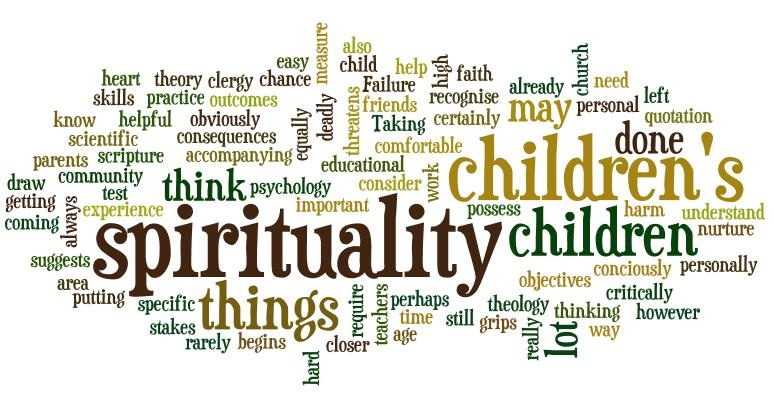 measure
easy
also
church
heart
theory
clergy
chance
child
help
high
faith
already
need
skills
practice
outcomes
Failure
recognise
personal
left
know
helpful
obviously
equally
deadly
threatens
friends
certainly
may
quotation
scientific
consequences
Taking
comfortable
done
parents
scripture
accompanying
educational
work
children's
draw
community
think
psychology
consider
getting
test
important
possess
harm
understand
coming
always
experience
spirituality
children
nurture
suggests
objectives
conciously
personally
area
putting
specific
things
require
teachers
perhaps
theology
critically
stakes
time
still
grips
thinking
however
rarely
begins
closer
age
really
lot
way
hard